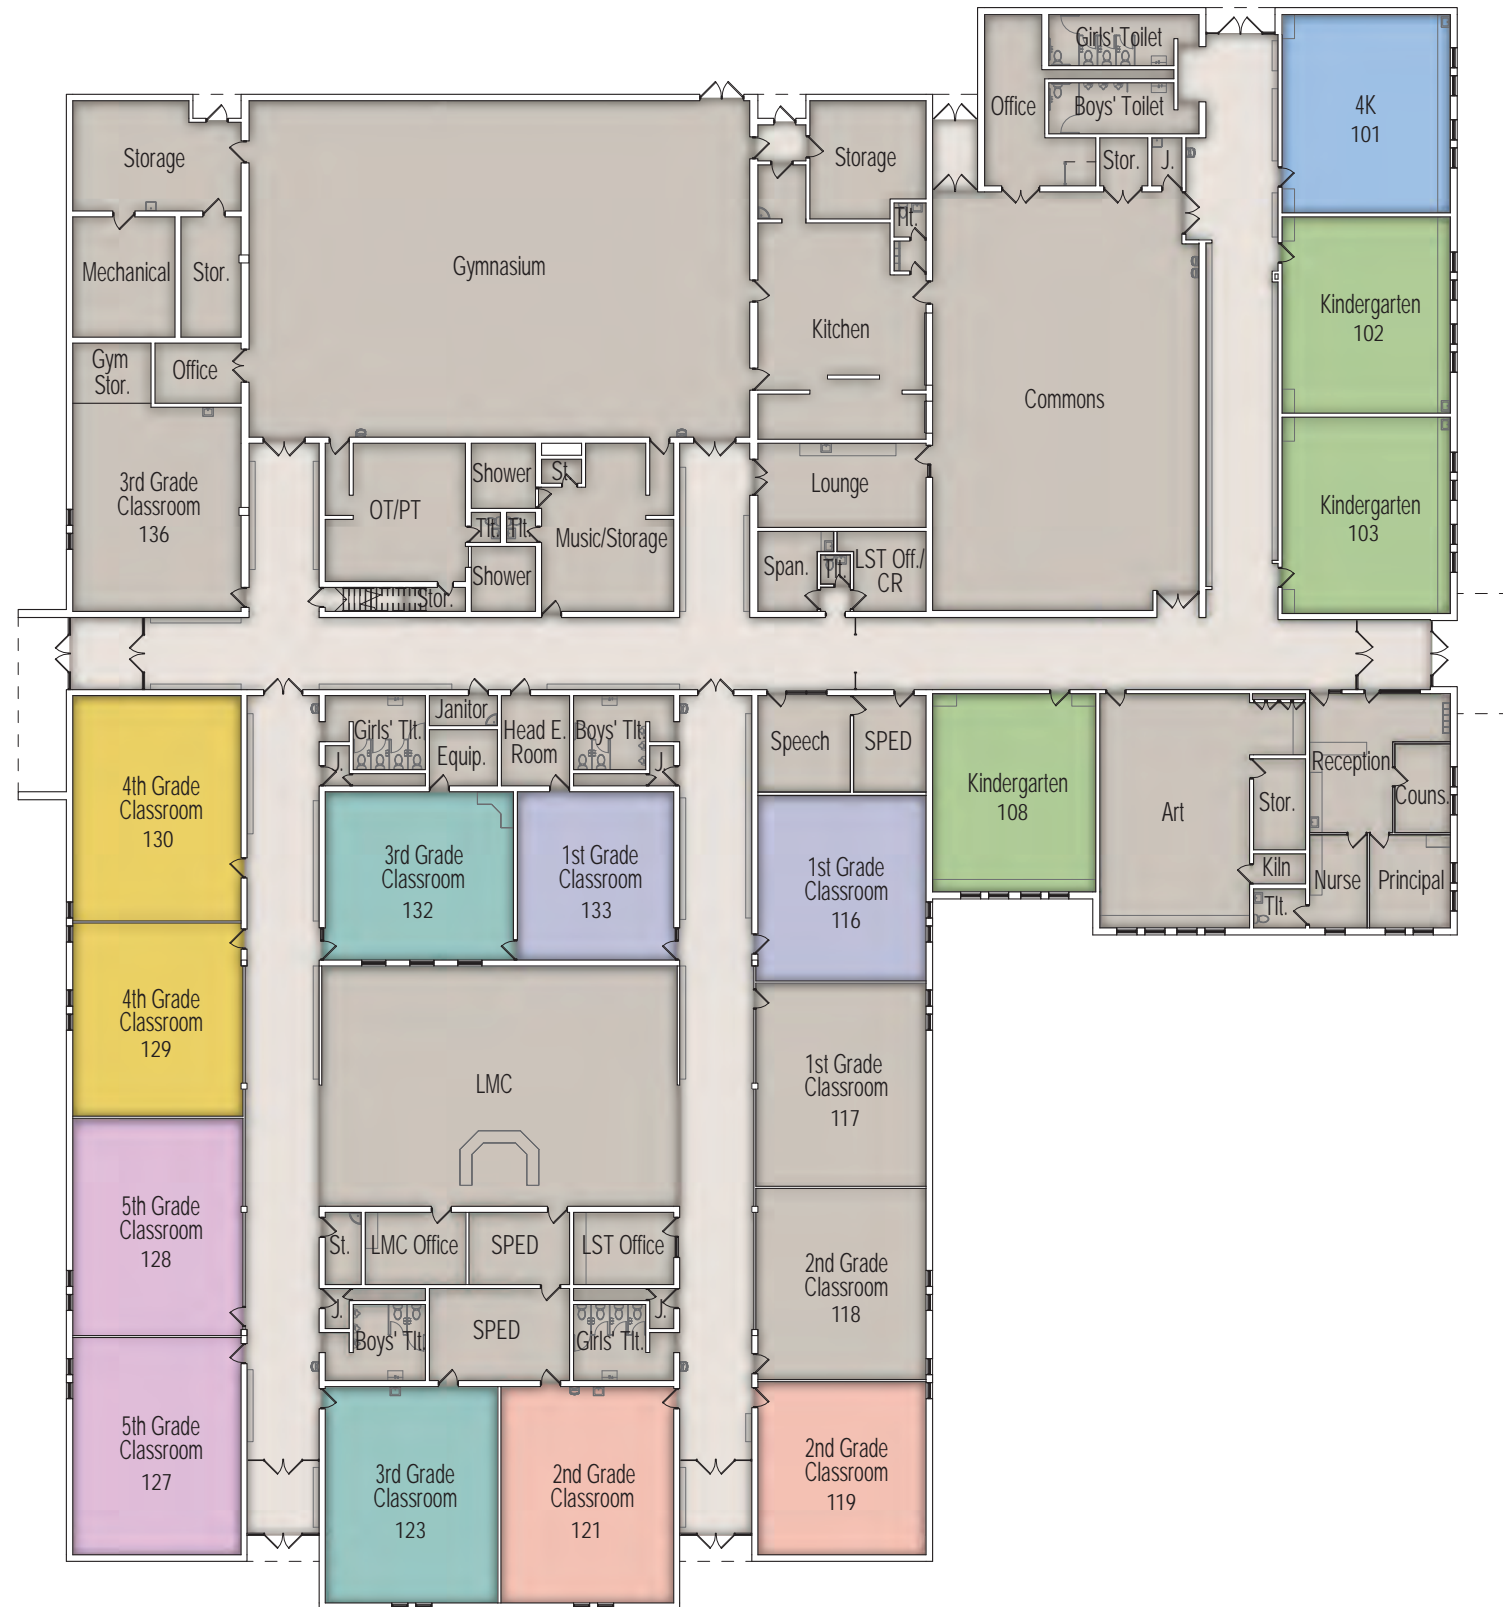 Girls' Toilet
Office
Boys' Toilet
4K
101
Storage
Storage
Stor.
J.
Tlt.
Mechanical
Stor.
Gymnasium
Kitchen
Kindergarten
102
Gym
Stor.
Office
Commons
3rd Grade
Classroom
136
OT/PT
Shower
St.
Lounge
Kindergarten
103
Tlt.
Tlt.
Music/Storage
Shower
Stor.
Span.
Tlt.
LST Off./
CR
Girls' Tlt.
Janitor
Head E.
Room
Boys' Tlt.
J.
Equip.
J.
Speech
SPED
Reception
Kindergarten
108
Art
Stor.
Couns.
4th Grade
Classroom
130
3rd Grade
Classroom
132
1st Grade
Classroom
133
1st Grade
Classroom
116
Kiln
Nurse
Principal
Tlt.
4th Grade
Classroom
129
LMC
1st Grade
Classroom
117
5th Grade
Classroom
128
St.
LMC Office
SPED
LST Office
2nd Grade
Classroom
118
J.
Boys' Tlt.
SPED
Girls' Tlt.
J.
5th Grade
Classroom
127
3rd Grade
Classroom
123
2nd Grade
Classroom
121
2nd Grade
Classroom
119